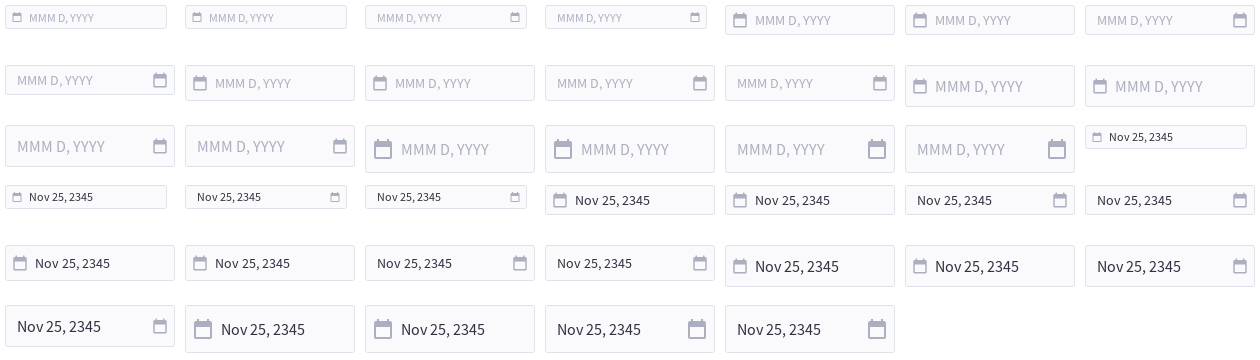 MMM D, YYYY MMM D, YYYY MMM D, YYYY MMM D, YYYY MMM D, YYYY MMM D, YYYY MMM D, YYYY
MMM D, YYYY MMM D, YYYY MMM D, YYYY MMM D, YYYY MMM D, YYYY MMM D, YYYY MMM D, YYYY
MMM D, YYYY MMM D, YYYY MMM D, YYYY MMM D, YYYY MMM D, YYYY MMM D, YYYY Nov 25, 2345
Nov 25, 2345 Nov 25, 2345 Nov 25, 2345 Nov 25, 2345 Nov 25, 2345 Nov 25, 2345 Nov 25, 2345
Nov 25, 2345 Nov 25, 2345 Nov 25, 2345 Nov 25, 2345 Nov 25, 2345 Nov 25, 2345 Nov 25, 2345
Nov 25, 2345 Nov 25, 2345 Nov 25, 2345 Nov 25, 2345 Nov 25, 2345